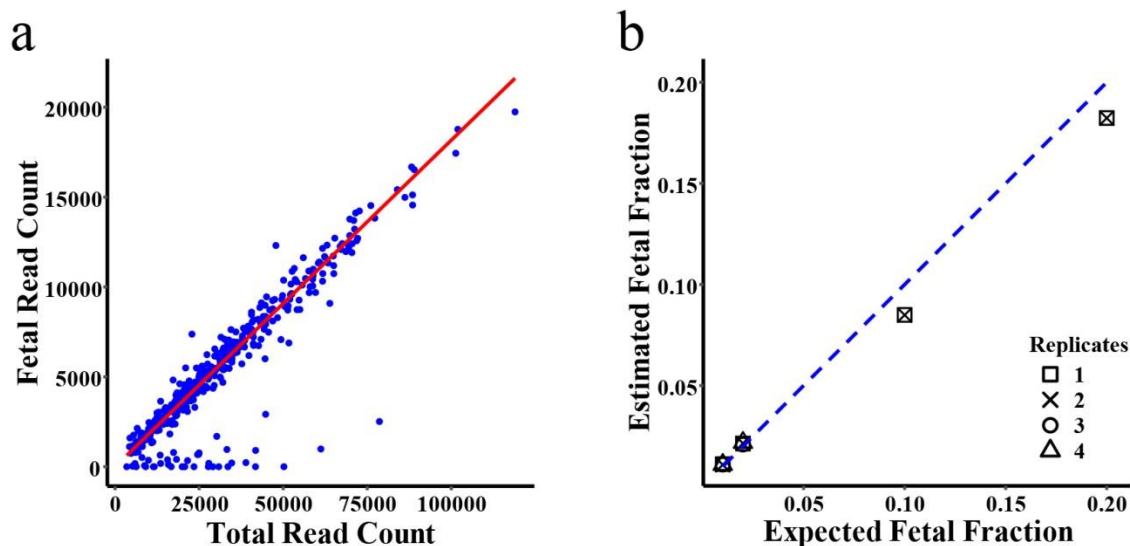 a
Fetal Read Count
20000
15000
10000
5000
0
0 25000 50000 75000 100000
Total Read Count
b
Estimated Fetal Fraction
0.20
0.15
0.10
0.05
Replicates
1
2
3
4
0.05 0.10 0.15 0.20
Expected Fetal Fraction